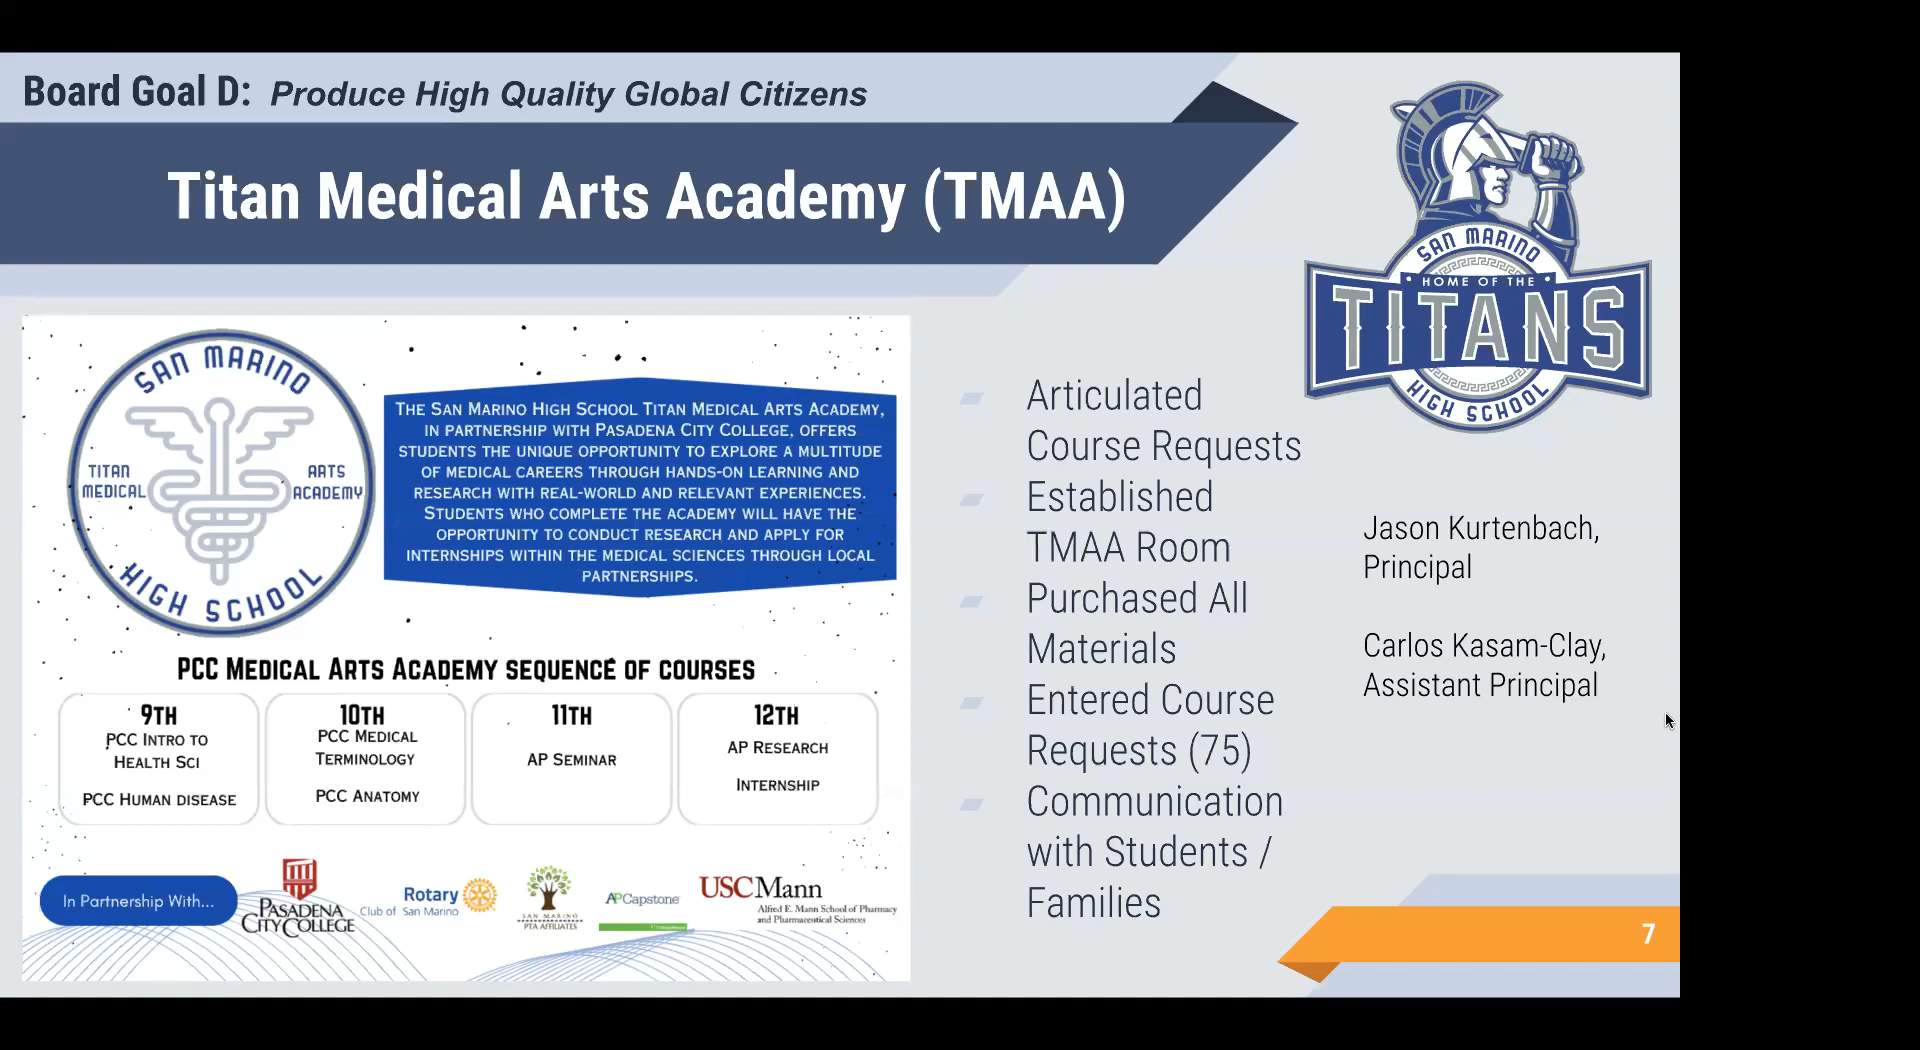 Board Goal D: Produce High Quality Global Citizens
Titan Medical Arts Academy (TMAA)
SAN MARINO
HOME OF THE
TITANS
HIGH SCHOOL
SAN MARINO
TITAN MEDICAL
ARTS ACADEMY
HIGH SCHOOL
THE SAN MARINO HIGH SCHOOL TITAN MEDICAL ARTS ACADEMY,
IN PARTNERSHIP WITH PASADENA CITY COLLEGE, OFFERS
STUDENTS THE UNIQUE OPPORTUNITY TO EXPLORE A MULTITUDE
OF MEDICAL CAREERS THROUGH HANDS-ON LEARNING AND
RESEARCH WITH REAL-WORLD AND RELEVANT EXPERIENCES.
STUDENTS WHO COMPLETE THE ACADEMY WILL HAVE THE
OPPORTUNITY TO CONDUCT RESEARCH AND APPLY FOR
INTERNSHIPS WITHIN THE MEDICAL SCIENCES THROUGH LOCAL
PARTNERSHIPS.
PCC MEDICAL ARTS ACADEMY SEQUENCE OF COURSES
9TH
PCC INTRO TO
HEALTH SCI
PCC HUMAN DISEASE
10TH
PCC MEDICAL
TERMINOLOGY
PCC ANATOMY
11TH
AP SEMINAR
12TH
AP RESEARCH
INTERNSHIP
In Partnership With...
PASADENA
CITY COLLEGE
Rotary
Club of San Marino
SAN MARINO
PTA AFFILIATES
APCapstone
USC Mann
Alfred E. Mann School of Pharmacy
and Pharmaceutical Sciences
Articulated
Course Requests
Established
TMAA Room
Purchased All
Materials
Entered Course
Requests (75)
Communication
with Students /
Families
Jason Kurtenbach,
Principal
Carlos Kasam-Clay,
Assistant Principal
7